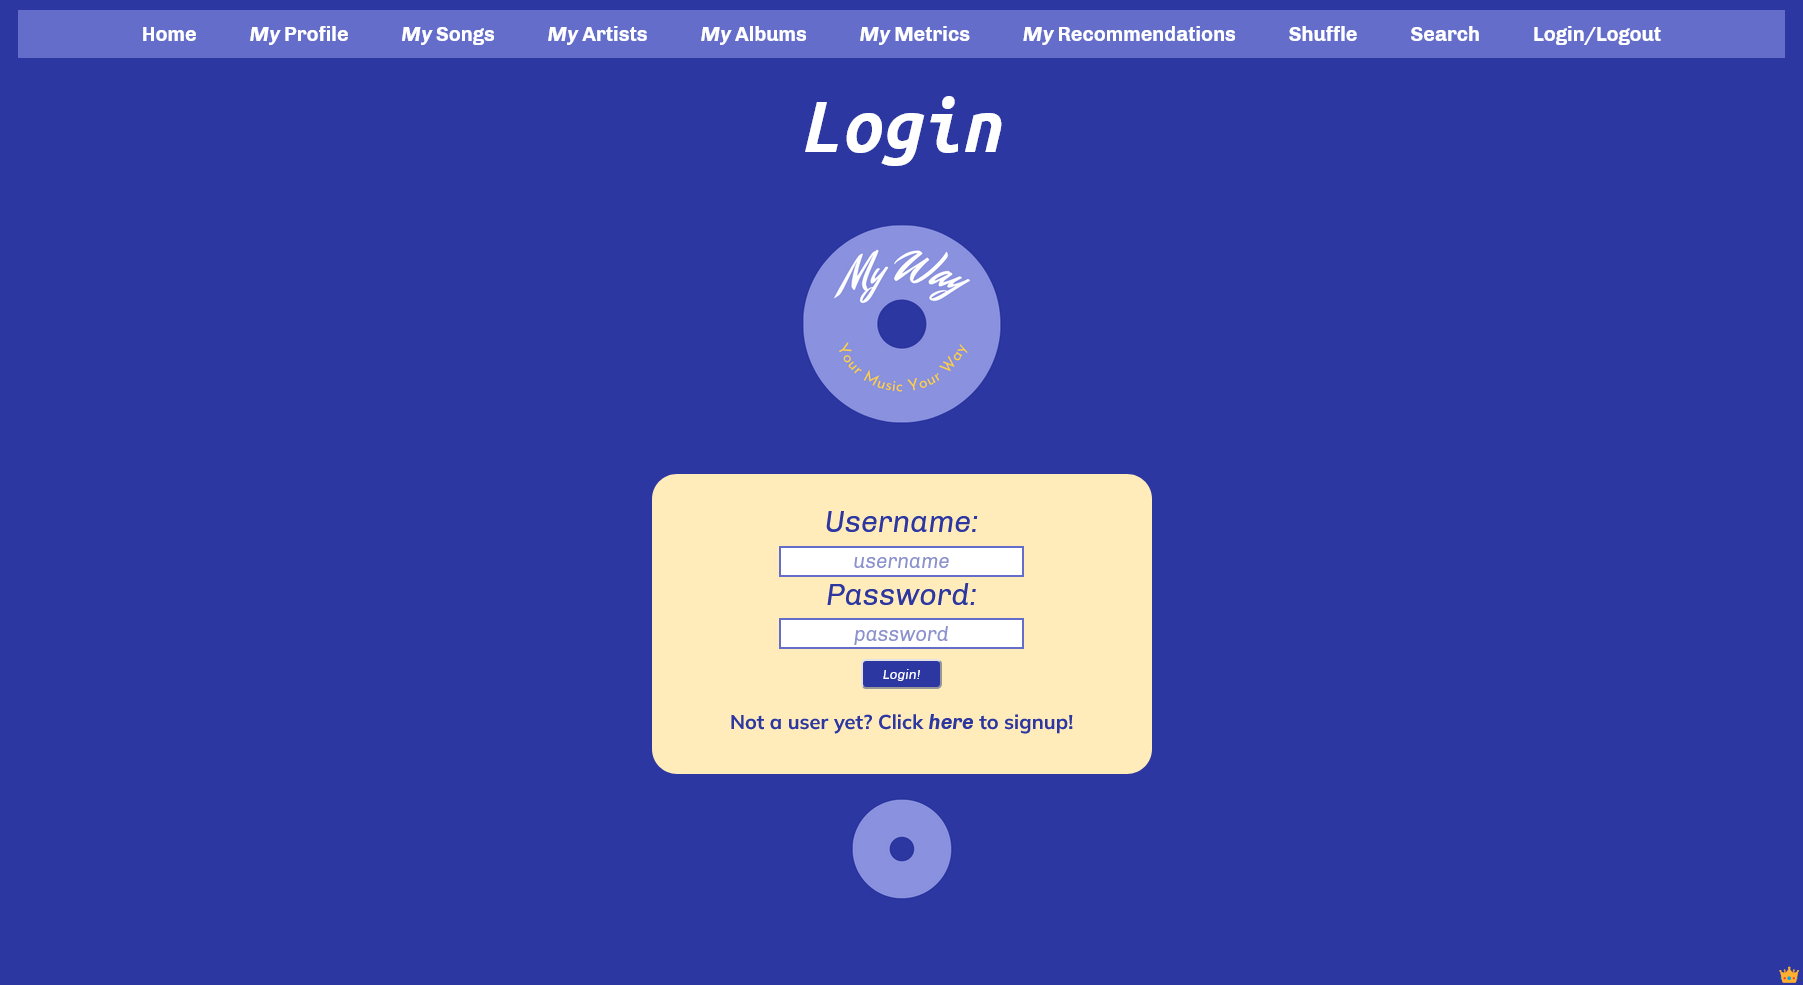 Home My Profile My Songs My Artists My Albums My Metrics My Recommendations Shuffle Search Login/Logout
Login
My Way
Your Music Your Way
Username:
username
Password:
password
Login!
Not a user yet? Click here to signup!